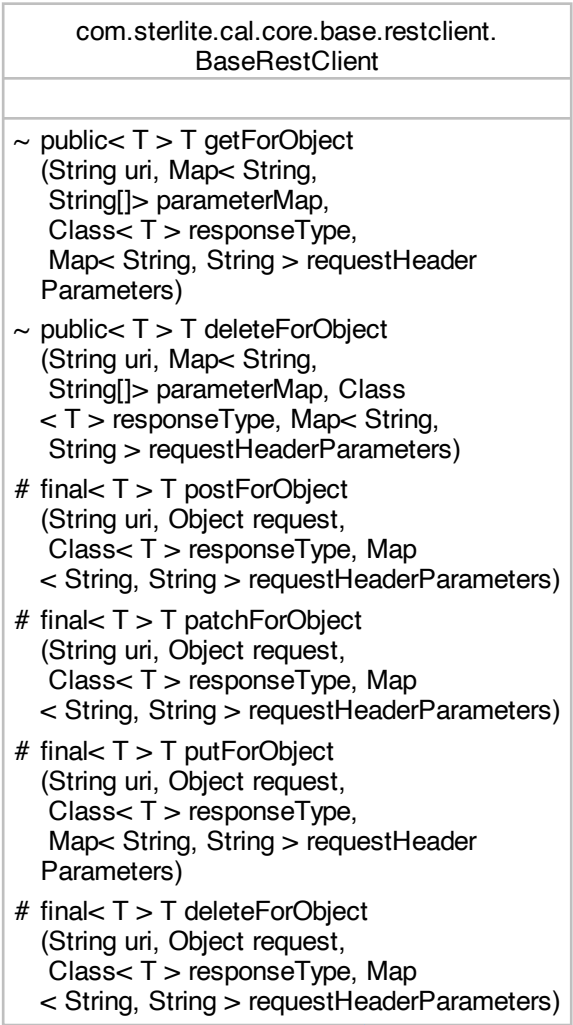 com.sterlite.cal.core.base.restclient.
BaseRestClient
~ public< T > T getForObject
(String uri, Map< String,
String[]> parameterMap,
Class< T > responseType,
Map< String, String > requestHeader
Parameters)
~ public< T > T deleteForObject
(String uri, Map< String,
String[]> parameterMap, Class
< T > responseType, Map< String,
String > requestHeaderParameters)
# final< T > T postForObject
(String uri, Object request,
Class< T > responseType, Map
< String, String > requestHeaderParameters)
# final< T > T patchForObject
(String uri, Object request,
Class< T > responseType, Map
< String, String > requestHeaderParameters)
# final< T > T putForObject
(String uri, Object request,
Class< T > responseType,
Map< String, String > requestHeader
Parameters)
# final< T > T deleteForObject
(String uri, Object request,
Class< T > responseType, Map
< String, String > requestHeaderParameters)